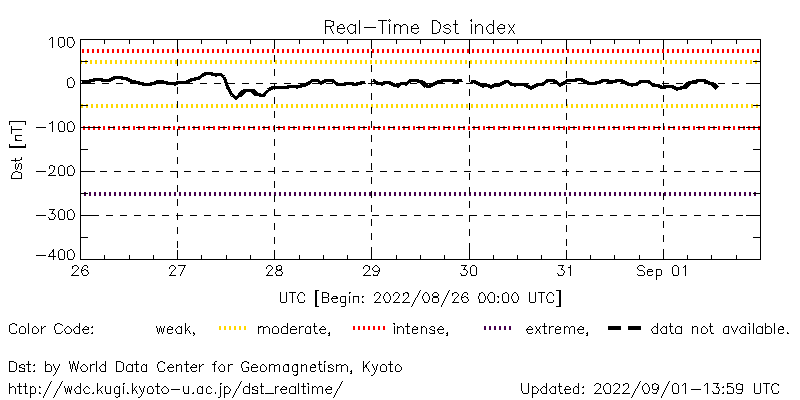 Real-Time Dst index
100
0
-100
-200
-300
-400
Dst [nT]
26 27 28 29 30 31 Sep 01
UTC [Begin: 2022/08/26 00:00 UTC]
Color Code: weak, moderate, intense, extreme, data not available.
Dst: by World Data Center for Geomagnetism, Kyoto
http://wdc.kugi.kyoto-u.ac.jp/dst_realtime/ Updated: 2022/09/01-13:59 UTC